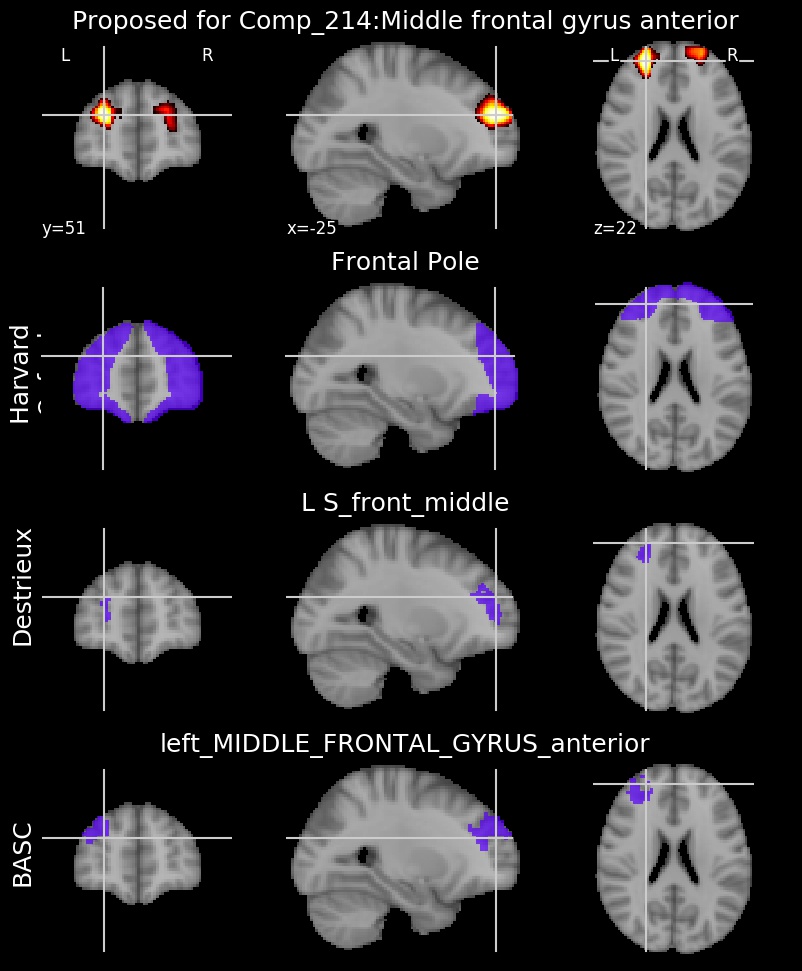 Proposed for Comp_214:Middle frontal gyrus anterior
L R L R
y=51 x=-25 z=22
Frontal Pole
Harvard
L S_front_middle
Destrieux
left_MIDDLE_FRONTAL_GYRUS_anterior
BASC